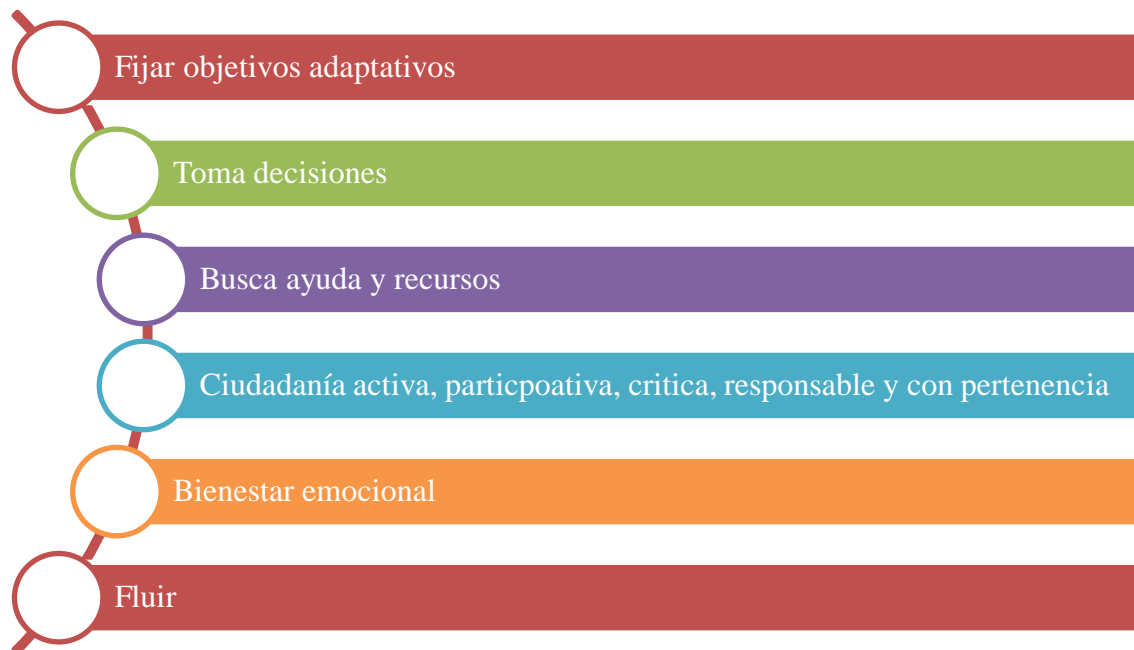 Fijar objetivos adaptativos
Toma decisiones
Busca ayuda y recursos
Ciudadanía activa, particpoativa, critica, responsable y con pertenencia
Bienestar emocional
Fluir